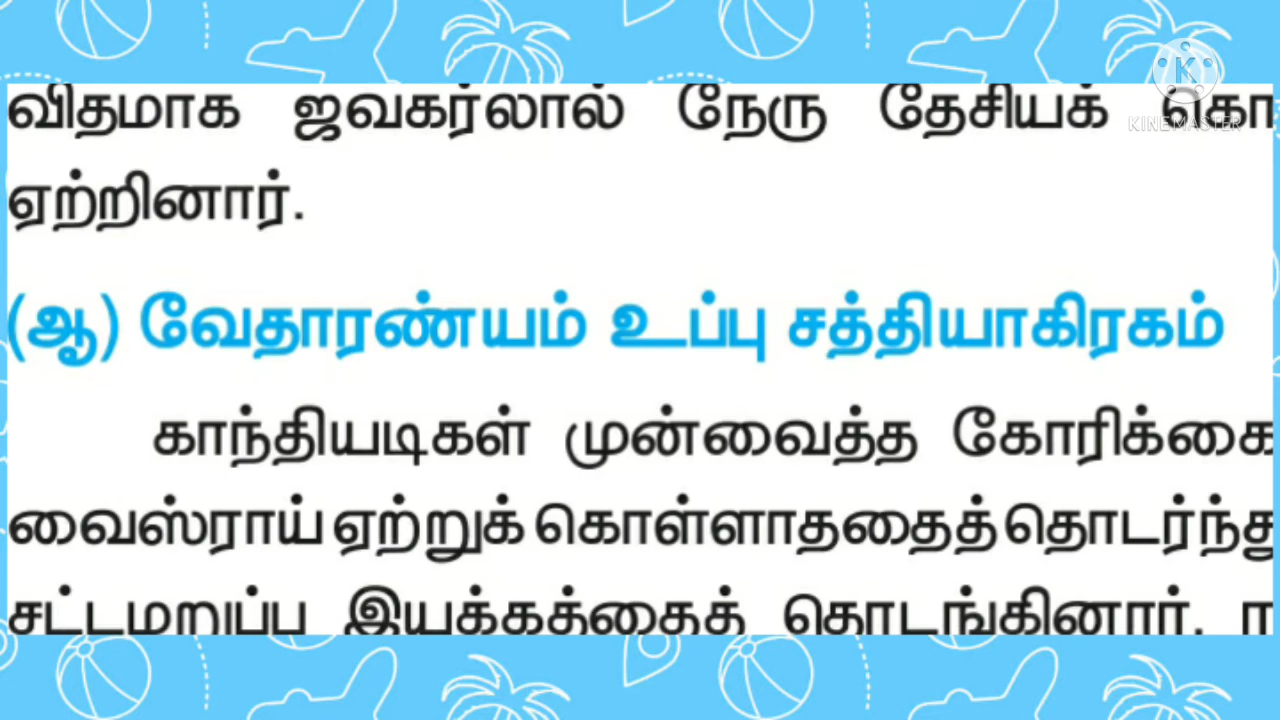 விதமாக ஜவகர்லால் நேரு தேசியக்
ஏற்றினார்.
(ஆ) வேதாரண்யம் உப்பு சத்தியாகிரகம்
காந்தியடிகள் முன்வைத்த கோரிக்கை
வைஸ்ராய் ஏற்றுக் கொள்ளாததைத் தொடர்ந்து
சட்டமறுப்பு இயக்கத்தைத் தொடங்கினார்.
K
KINEMASTER